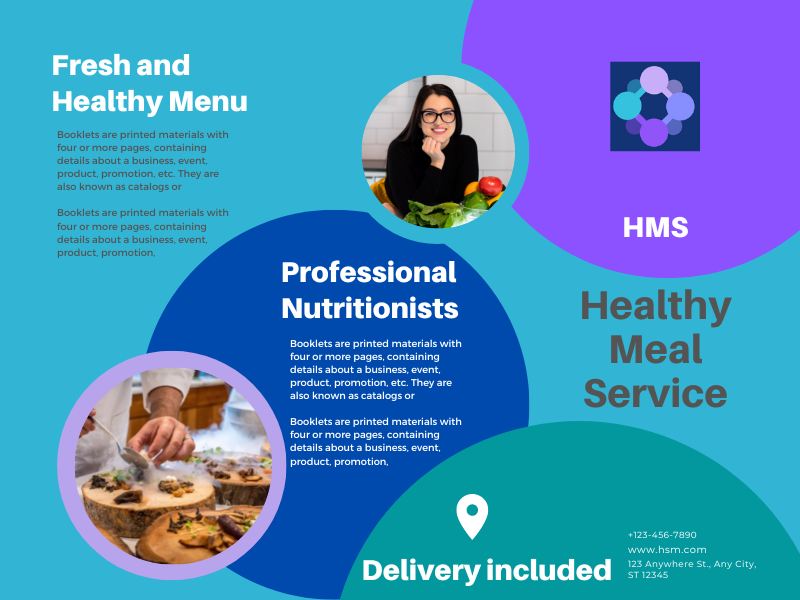 Fresh and
Healthy Menu
Booklets are printed materials with
four or more pages, containing
details about a business, event,
product, promotion, etc. They are
also known as catalogs or
Booklets are printed materials with
four or more pages, containing
details about a business, event,
product, promotion,
Professional
Nutritionists
Booklets are printed materials with
four or more pages, containing
details about a business, event,
product, promotion, etc. They are
also known as catalogs or
Booklets are printed materials with
four or more pages, containing
details about a business, event,
product, promotion,
Delivery included
HMS
Healthy
Meal
Service
+123-456-7890
www.hsm.com
123 Anywhere St., Any City,
ST 12345